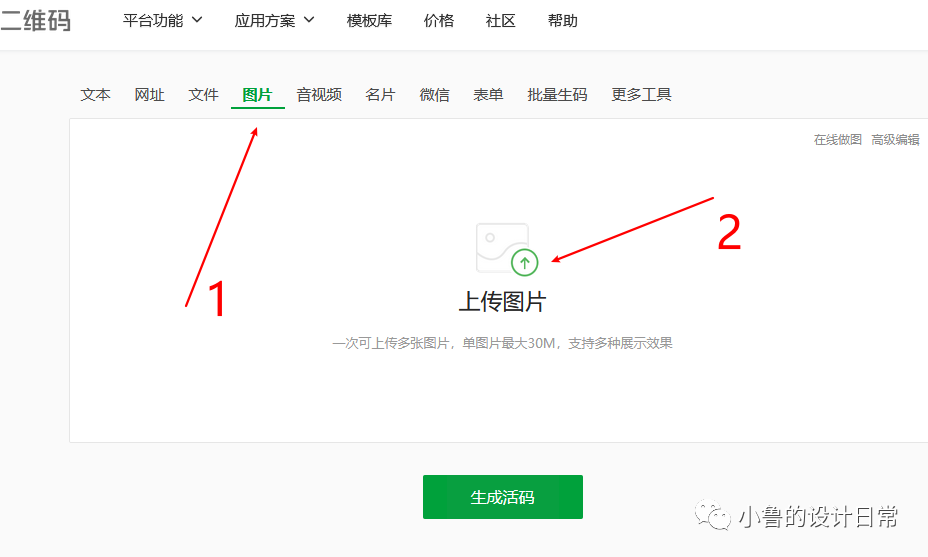 二维码 平台功能 应用方案 模板库 价格 社区 帮助
文本 网址 文件 图片 音视频 名片 微信 表单 批量生码 更多工具
在线做图 高级编辑
2
1
上传图片
一次可上传多张图片，单图片最大30M，支持多种展示效果
生成活码
小鲁的设计日常